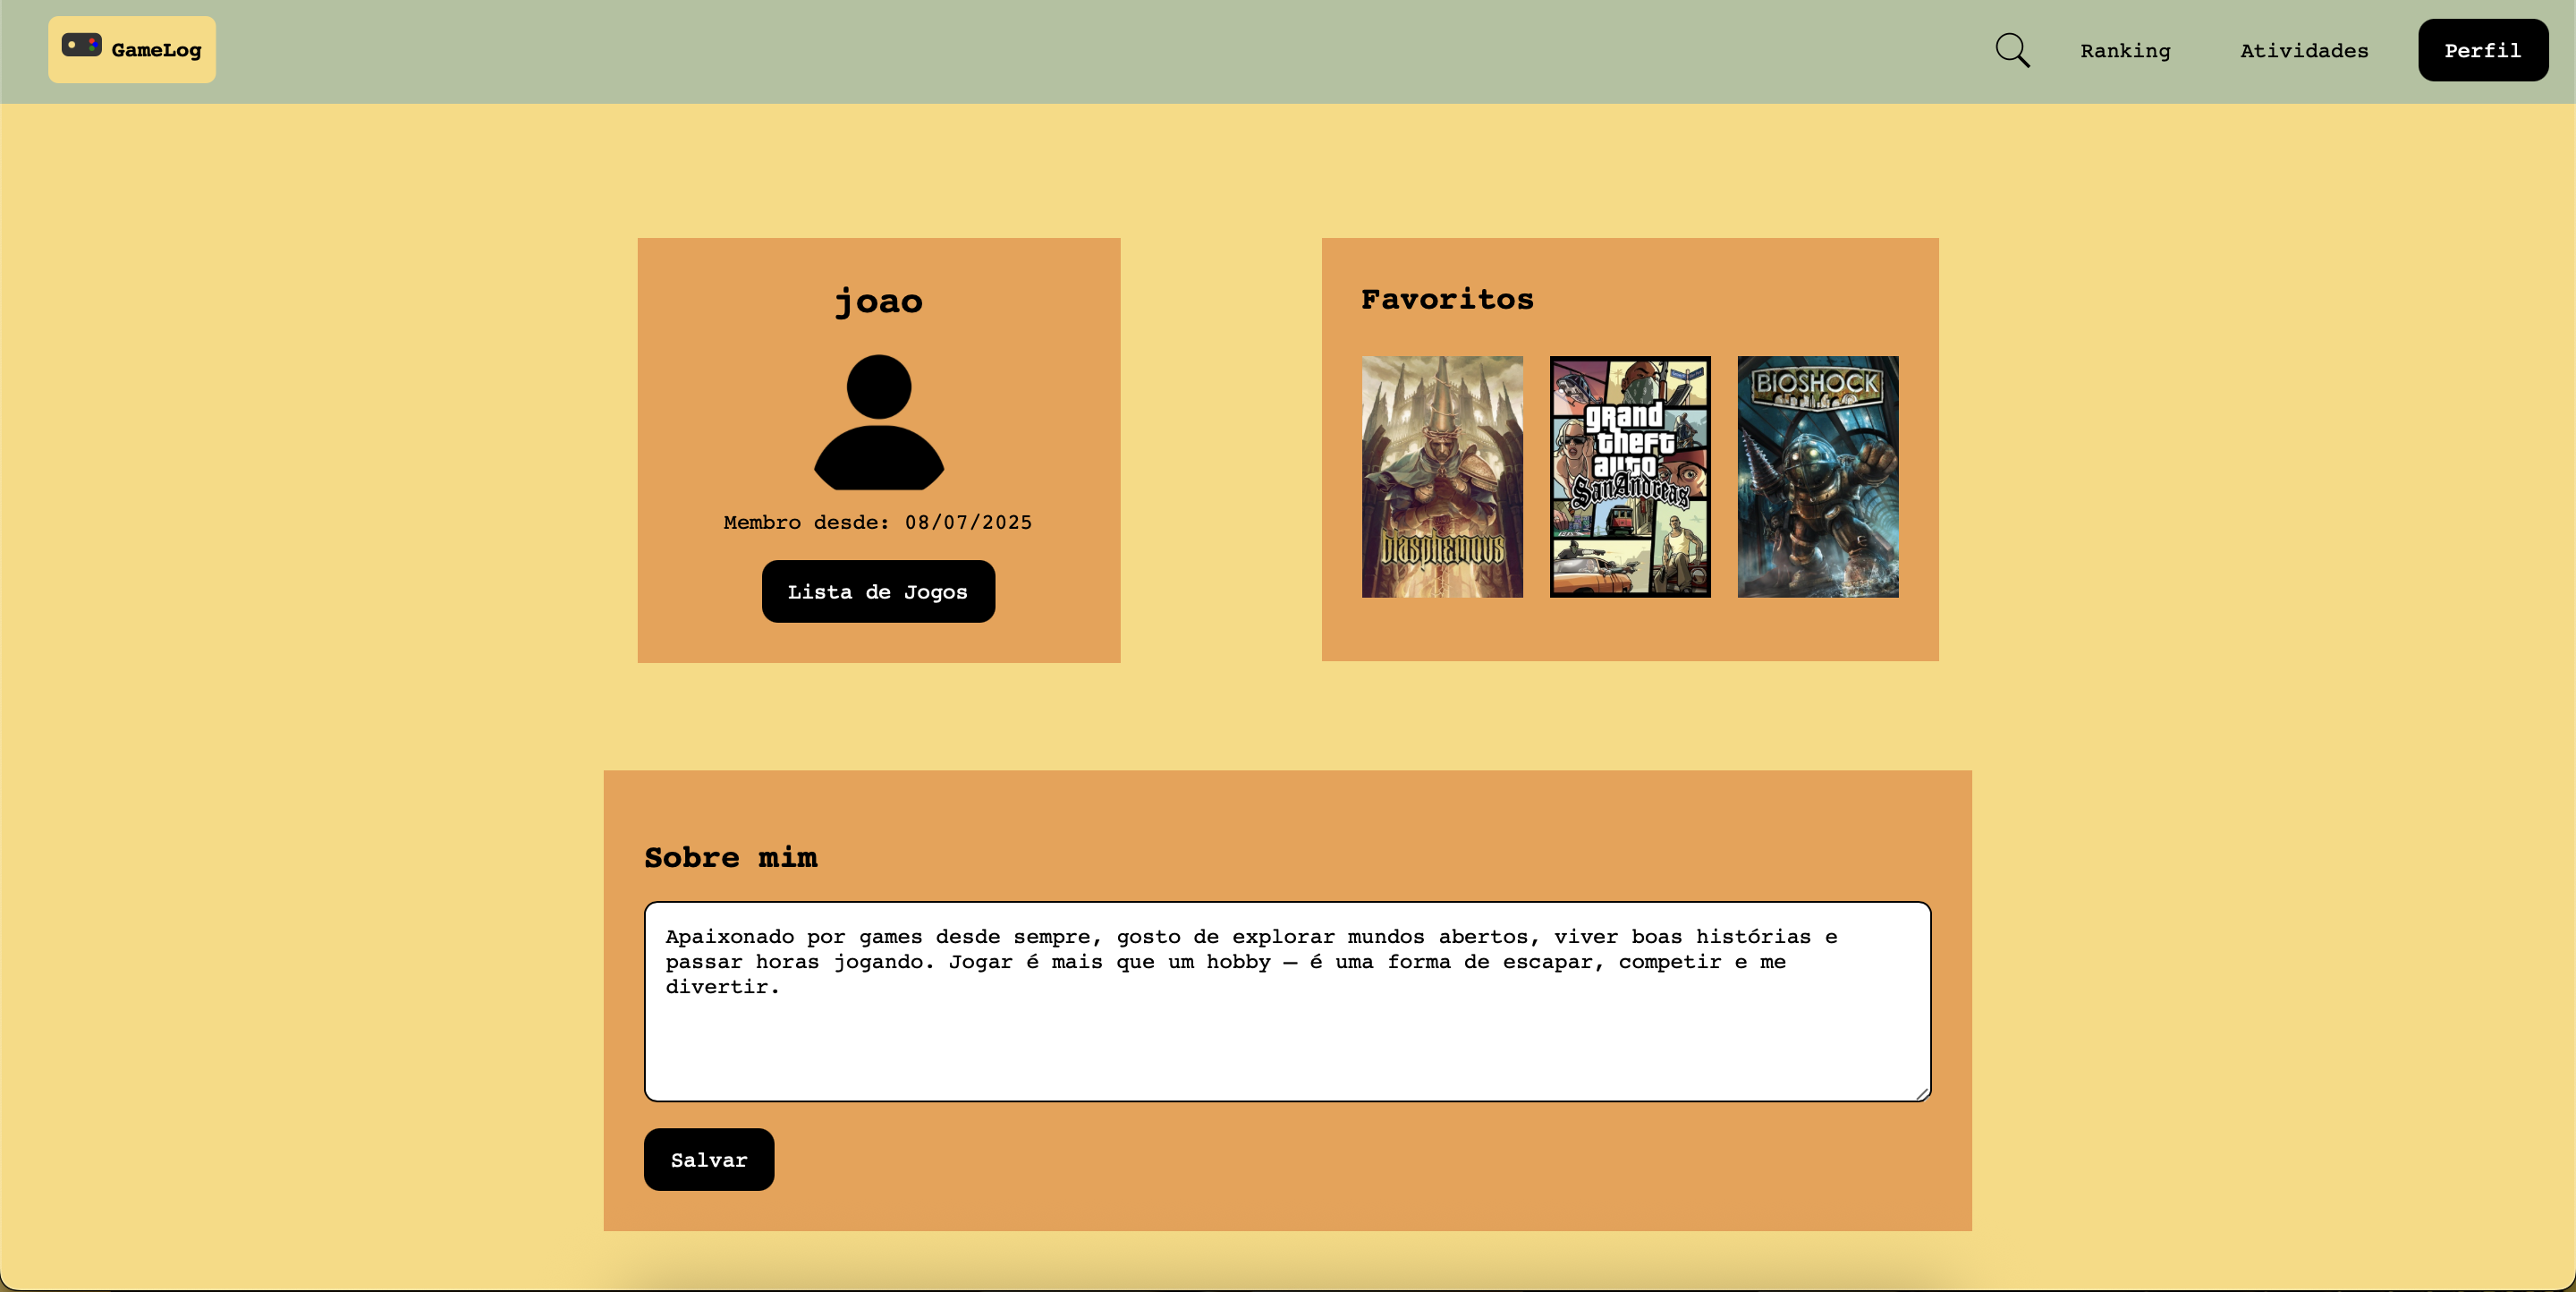 GameLog
Ranking
Atividades
Perfil
joao
Membro desde: 08/07/2025
Lista de Jogos
Favoritos
blasphemous
grand
theft
auto
San Andreas
BIOSHOCK
Sobre mim
Apaixonado por games desde sempre, gosto de explorar mundos abertos, viver boas histórias e
passar horas jogando. Jogar é mais que um hobby — é uma forma de escapar, competir e me
divertir.
Salvar